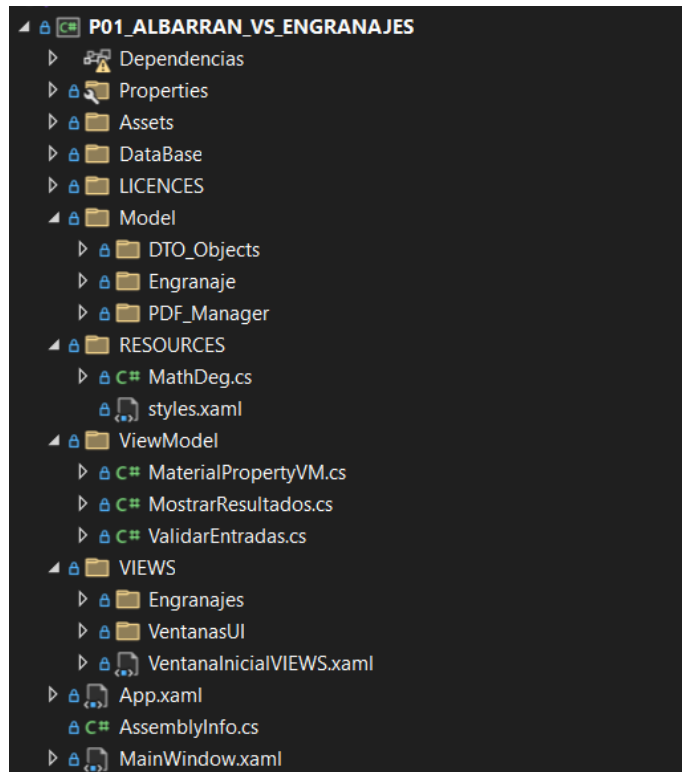 C# P01_ALBARRAN_VS_ENGRANAJES
Dependencias
Properties
Assets
DataBase
LICENCES
Model
DTO_Objects
Engranaje
PDF_Manager
RESOURCES
C# MathDeg.cs
styles.xaml
ViewModel
C# MaterialPropertyVM.cs
C# MostrarResultados.cs
C# ValidarEntradas.cs
VIEWS
Engranajes
VentanasUI
VentanaInicialVIEWS.xaml
App.xaml
C# AssemblyInfo.cs
MainWindow.xaml